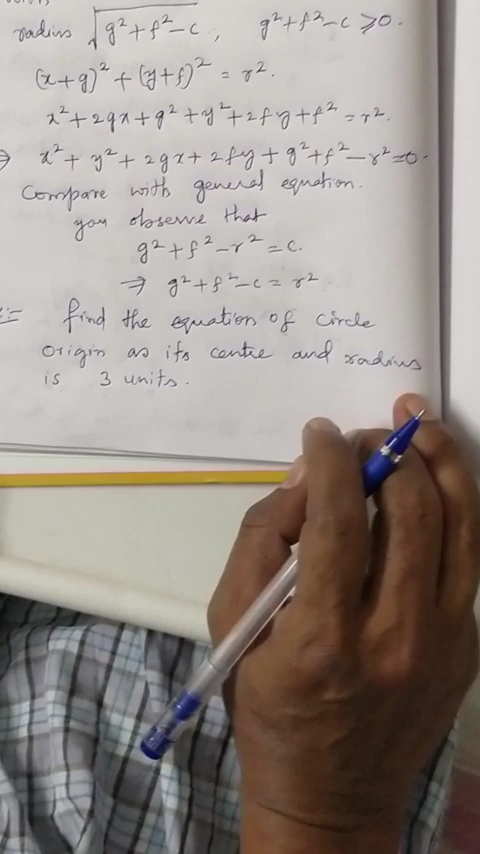 radius √g²+f²-c, g²+f²-c ≥0.
(x+g)² + (y+f)² = r².
x²+2gx+g²+y²+2fy+f² = r².
⇒ x²+y²+2gx+2fy+g²+f²-r²=0.
Compare with general equation.
you observe that
g²+f²-r² = c.
⇒ g²+f²-c = r²
find the equation of circle
origin as its centre and radius
is 3 units.